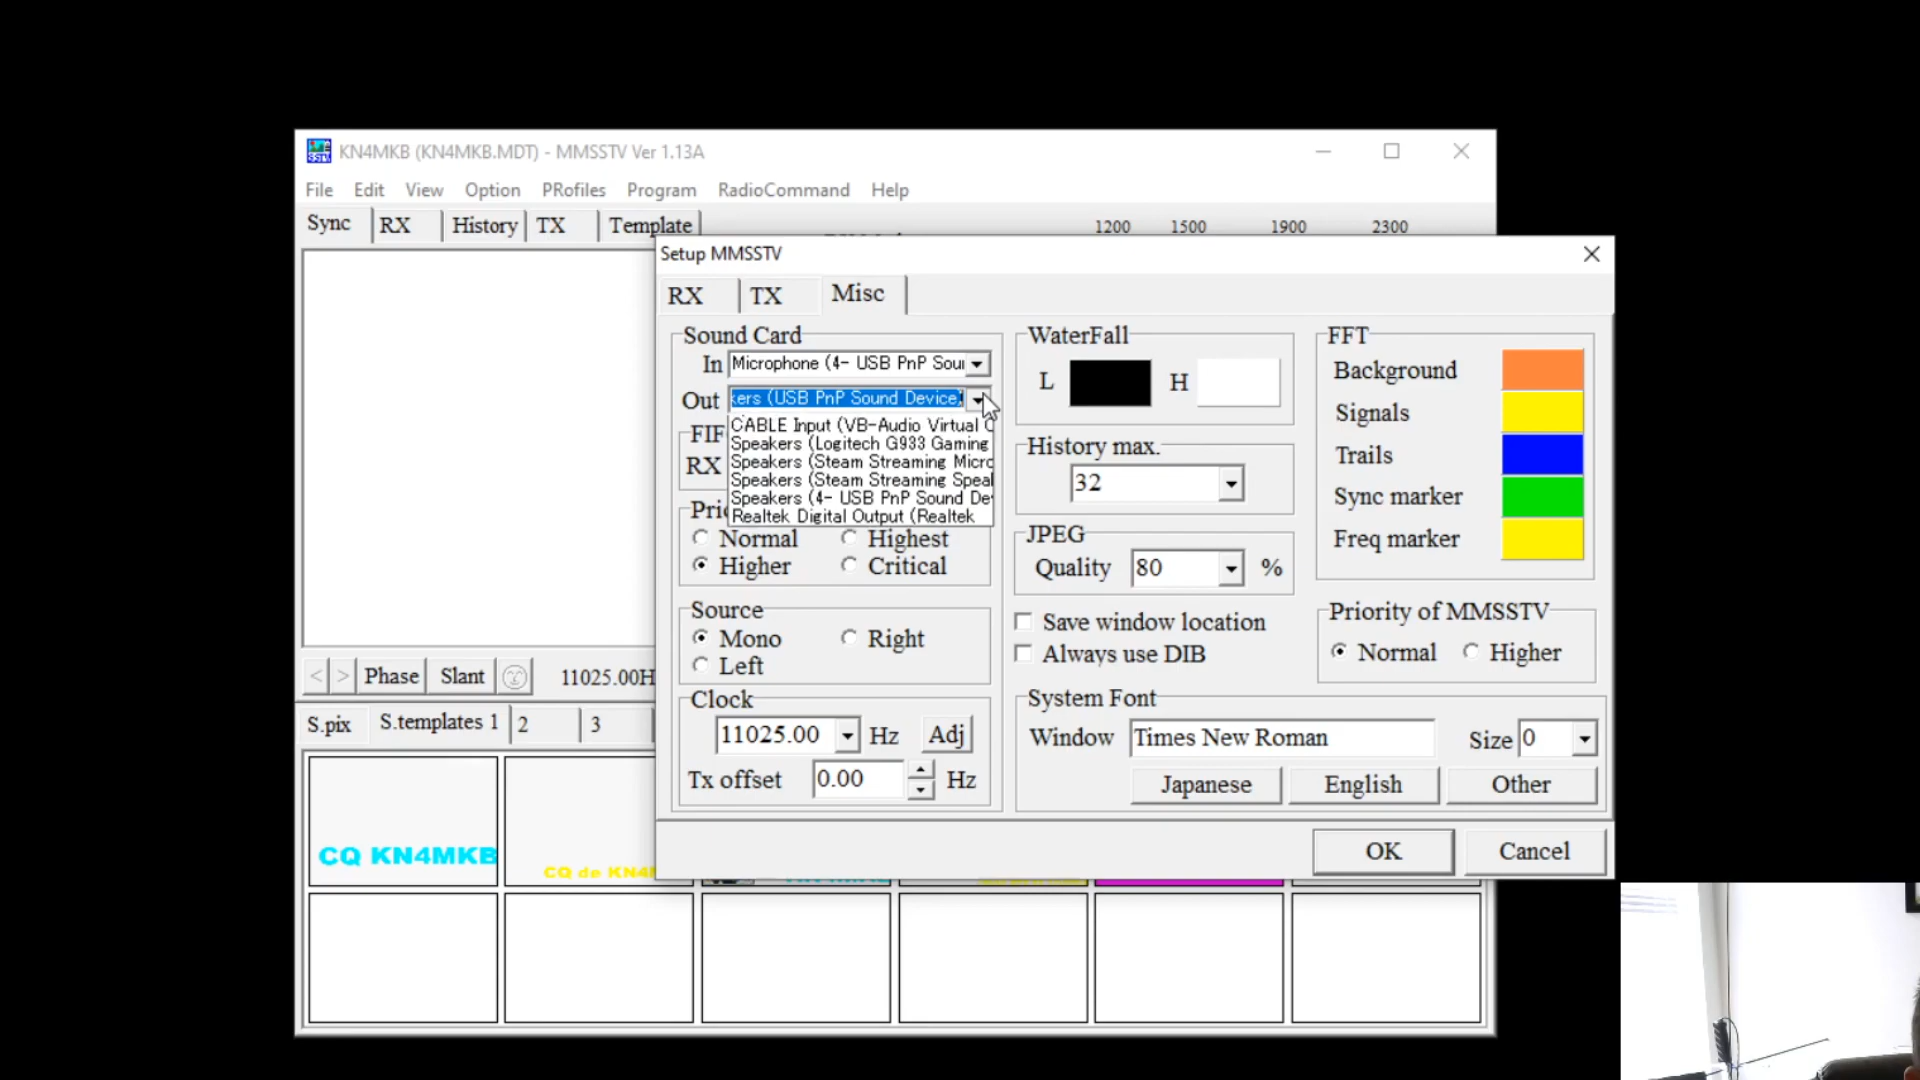 KN4MKB (KN4MKB.MDT) - MMSSTV Ver 1.13A
File Edit View Option PRofiles Program RadioCommand Help
Sync RX History TX Template
1200 1500 1900 2300
Setup MMSSTV
RX TX Misc
Sound Card
In Microphone (4- USB PnP Sou
Out kers (USB PnP Sound Device)
CABLE Input (VB-Audio Virtual C
Speakers (Logitech G933 Gaming
Speakers (Steam Streaming Micro
Speakers (Steam Streaming Speal
Speakers (4- USB PnP Sound De
Realtek Digital Output (Realtek
FIF
RX
Prio
Normal Highest
Higher Critical
Source
Mono Right
Left
Clock
11025.00 Hz Adj
Tx offset 0.00 Hz
WaterFall
L H
History max.
32
JPEG
Quality 80 %
Save window location
Always use DIB
FFT
Background
Signals
Trails
Sync marker
Freq marker
Priority of MMSSTV
Normal Higher
System Font
Window Times New Roman Size 0
Japanese English Other
OK Cancel
< > Phase Slant 11025.00H
S.pix S.templates 1 2 3
CQ KN4MKB
CQ de KN4